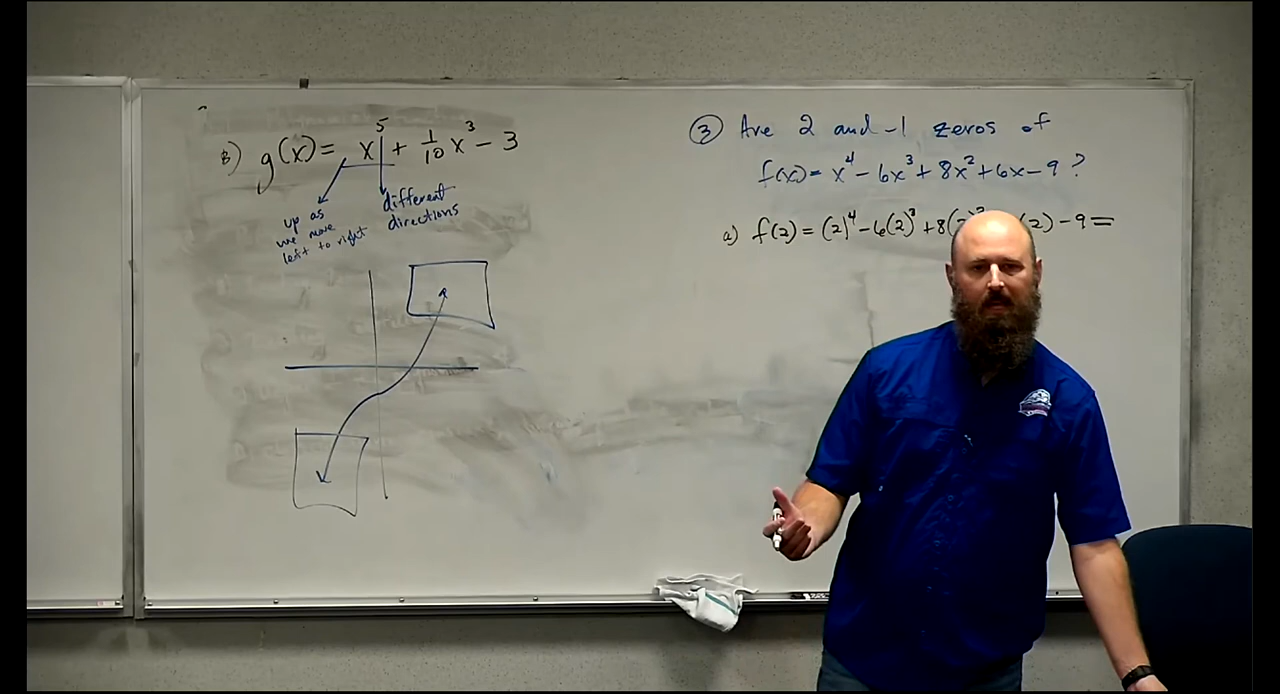 B) g(x) = x⁵ + 1/10 x³ - 3
up as
we move
left to right
different
directions
③ Are 2 and -1 zeros of
f(x) = x⁴ - 6x³ + 8x² + 6x - 9 ?
a) f(2) = (2)⁴ - 6(2)³ + 8( 2) - 9 =